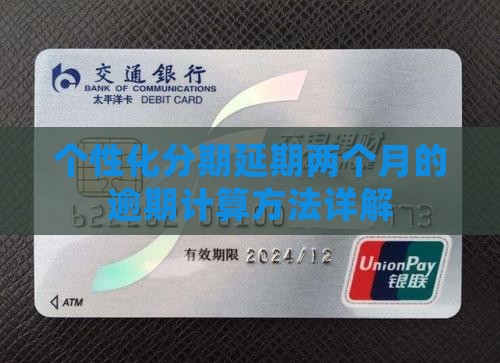 交通銀行
BANK OF COMMUNICATIONS
太平洋卡 DEBIT CARD
个性化分期延期两个月的
逾期计算方法详解
有效期限 2024/12
ATM
UnionPay
银联